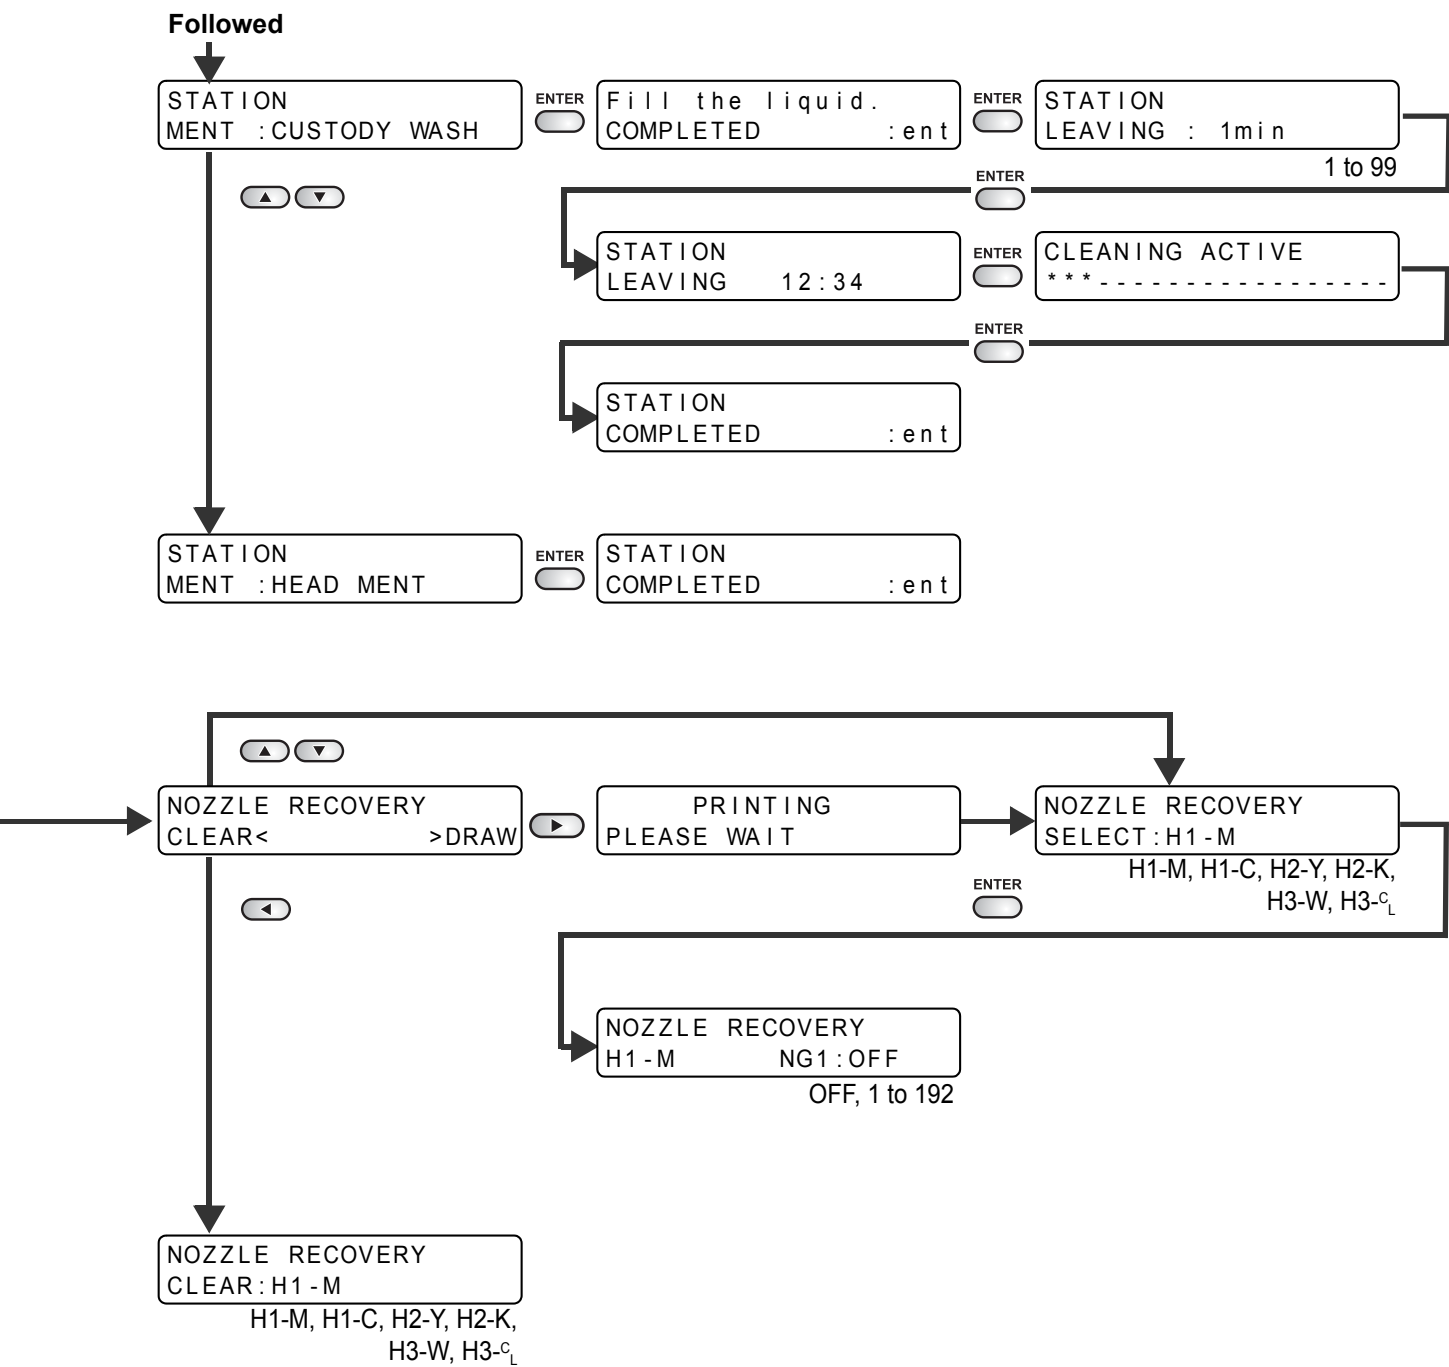 Followed
STATION
MENT :CUSTODY WASH
ENTER
Fill the liquid.
COMPLETED :ent
ENTER
STATION
LEAVING : 1min
1 to 99
ENTER
STATION
LEAVING 12:34
ENTER
CLEANING ACTIVE
***-----------------
ENTER
STATION
COMPLETED :ent
STATION
MENT :HEAD MENT
ENTER
STATION
COMPLETED :ent
NOZZLE RECOVERY
CLEAR< >DRAW
PRINTING
PLEASE WAIT
NOZZLE RECOVERY
SELECT:H1-M
H1-M, H1-C, H2-Y, H2-K,
H3-W, H3-CL
ENTER
NOZZLE RECOVERY
H1-M NG1:OFF
OFF, 1 to 192
NOZZLE RECOVERY
CLEAR:H1-M
H1-M, H1-C, H2-Y, H2-K,
H3-W, H3-CL